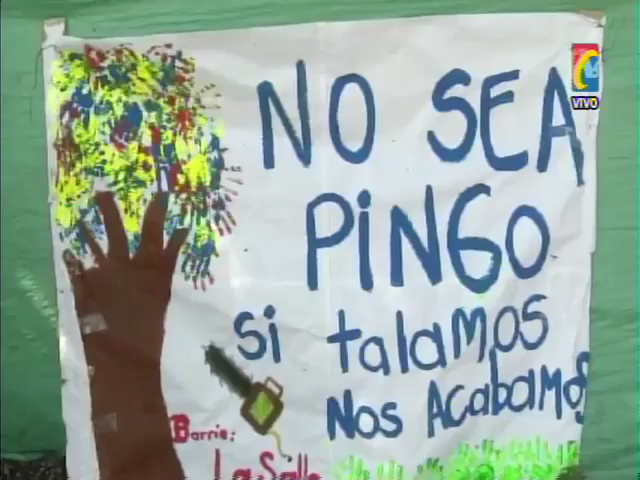 NO SEA
PiNGO
Si talaMOS
Nos AcabaMos
Barrio:
La Salle
VIVO